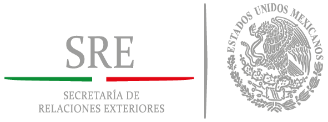 SRE
SECRETARÍA DE
RELACIONES EXTERIORES
ESTADOS UNIDOS MEXICANOS